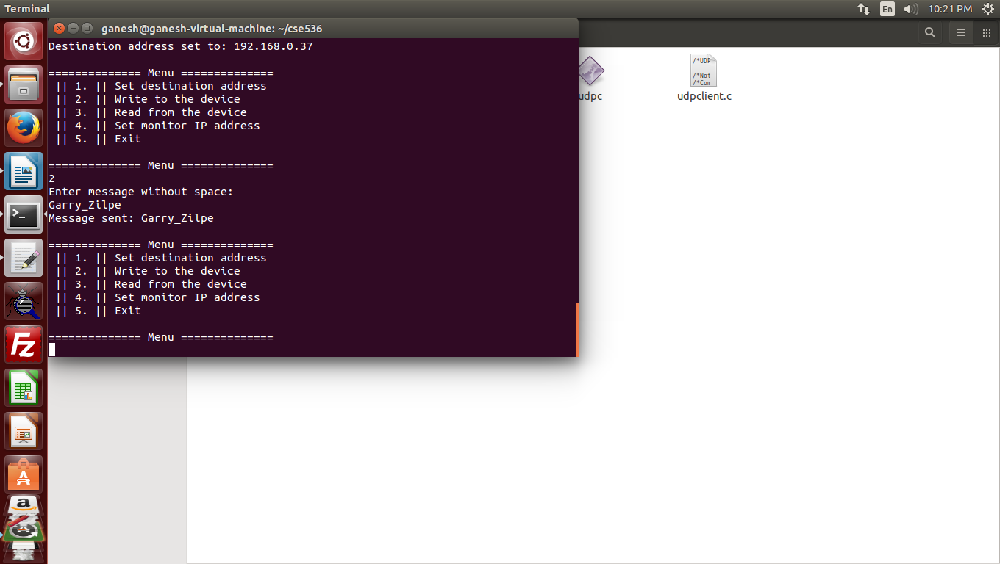 Terminal
En
10:21 PM
ganesh@ganesh-virtual-machine: ~/cse536
Destination address set to: 192.168.0.37
============== Menu ==============
|| 1. || Set destination address
|| 2. || Write to the device
|| 3. || Read from the device
|| 4. || Set monitor IP address
|| 5. || Exit
============== Menu ==============
2
Enter message without space:
Garry_Zilpe
Message sent: Garry_Zilpe
============== Menu ==============
|| 1. || Set destination address
|| 2. || Write to the device
|| 3. || Read from the device
|| 4. || Set monitor IP address
|| 5. || Exit
============== Menu ==============
/*UDP
/*Not
/*Com
udpc
udpclient.c
>_
Fz
A
a
A